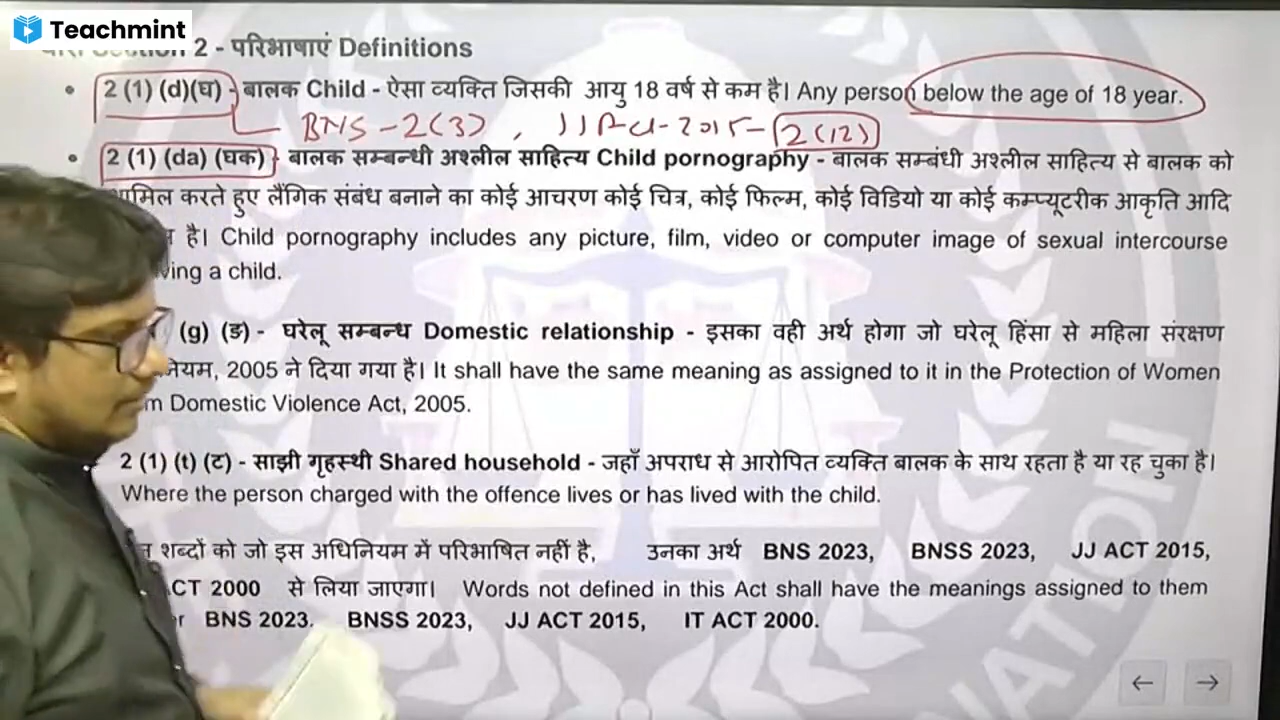 Teachmint
Section 2 - परिभाषाएं Definitions
• 2 (1) (d)(घ) - बालक Child - ऐसा व्यक्ति जिसकी आयु 18 वर्ष से कम है। Any person below the age of 18 year.
BNS - 2(3) , JJ Act-2015- 2(12)
• 2 (1) (da) (घक) - बालक सम्बन्धी अश्लील साहित्य Child pornography - बालक सम्बंधी अश्लील साहित्य से बालक को
करते हुए लैंगिक संबंध बनाने का कोई आचरण कोई चित्र, कोई फिल्म, कोई विडियो या कोई कम्प्यूटरीक आकृति आदि
है। Child pornography includes any picture, film, video or computer image of sexual intercourse
a child.
(g) (ङ) - घरेलू सम्बन्ध Domestic relationship - इसका वही अर्थ होगा जो घरेलू हिंसा से महिला संरक्षण
2005 ने दिया गया है। It shall have the same meaning as assigned to it in the Protection of Women
Domestic Violence Act, 2005.
2 (1) (t) (ट) - साझी गृहस्थी Shared household - जहाँ अपराध से आरोपित व्यक्ति बालक के साथ रहता है या रह चुका है।
Where the person charged with the offence lives or has lived with the child.
शब्दों को जो इस अधिनियम में परिभाषित नहीं है, उनका अर्थ BNS 2023, BNSS 2023, JJ ACT 2015,
ACT 2000 से लिया जाएगा। Words not defined in this Act shall have the meanings assigned to them
BNS 2023. BNSS 2023, JJ ACT 2015, IT ACT 2000.
NATION